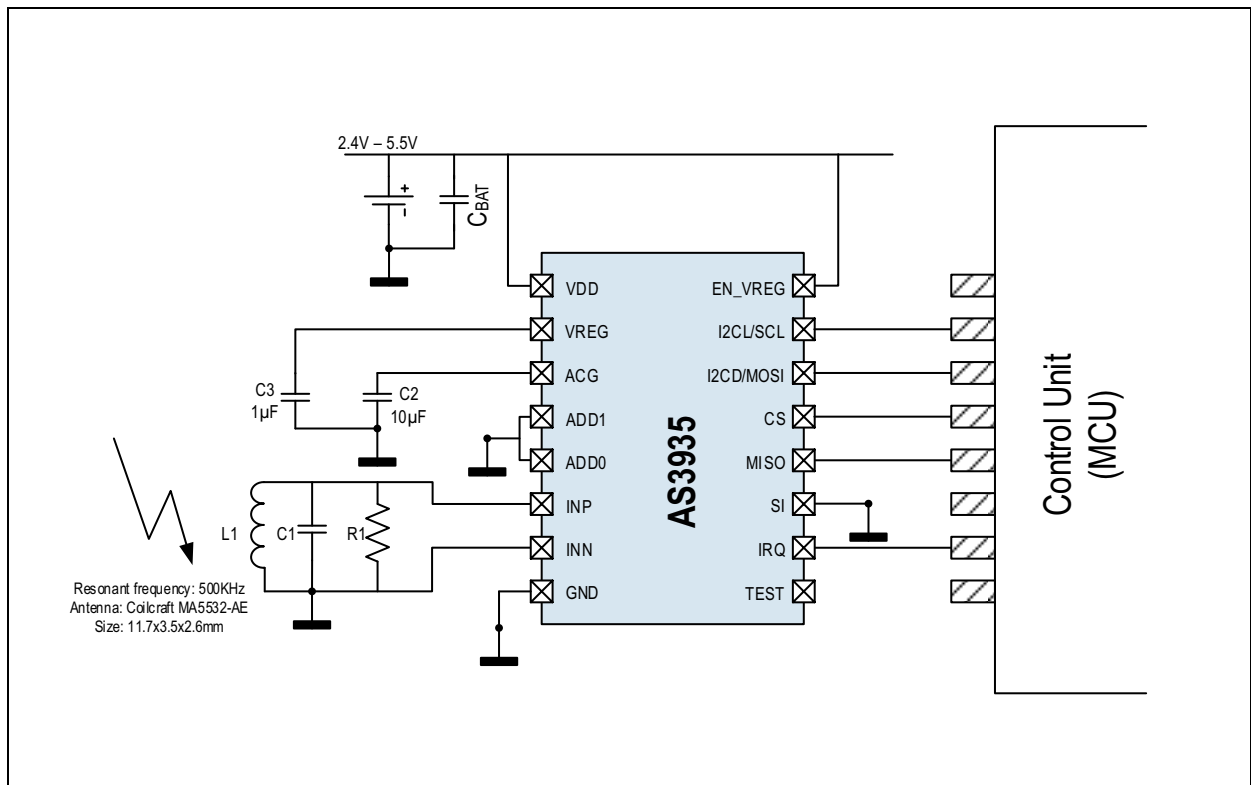 2.4V – 5.5V
+
-
CBAT
VDD
VREG
ACG
ADD1
ADD0
INP
INN
GND
AS3935
EN_VREG
I2CL/SCL
I2CD/MOSI
CS
MISO
SI
IRQ
TEST
Control Unit
(MCU)
C3
1µF
C2
10µF
L1
C1
R1
Resonant frequency: 500KHz
Antenna: Coilcraft MA5532-AE
Size: 11.7x3.5x2.6mm